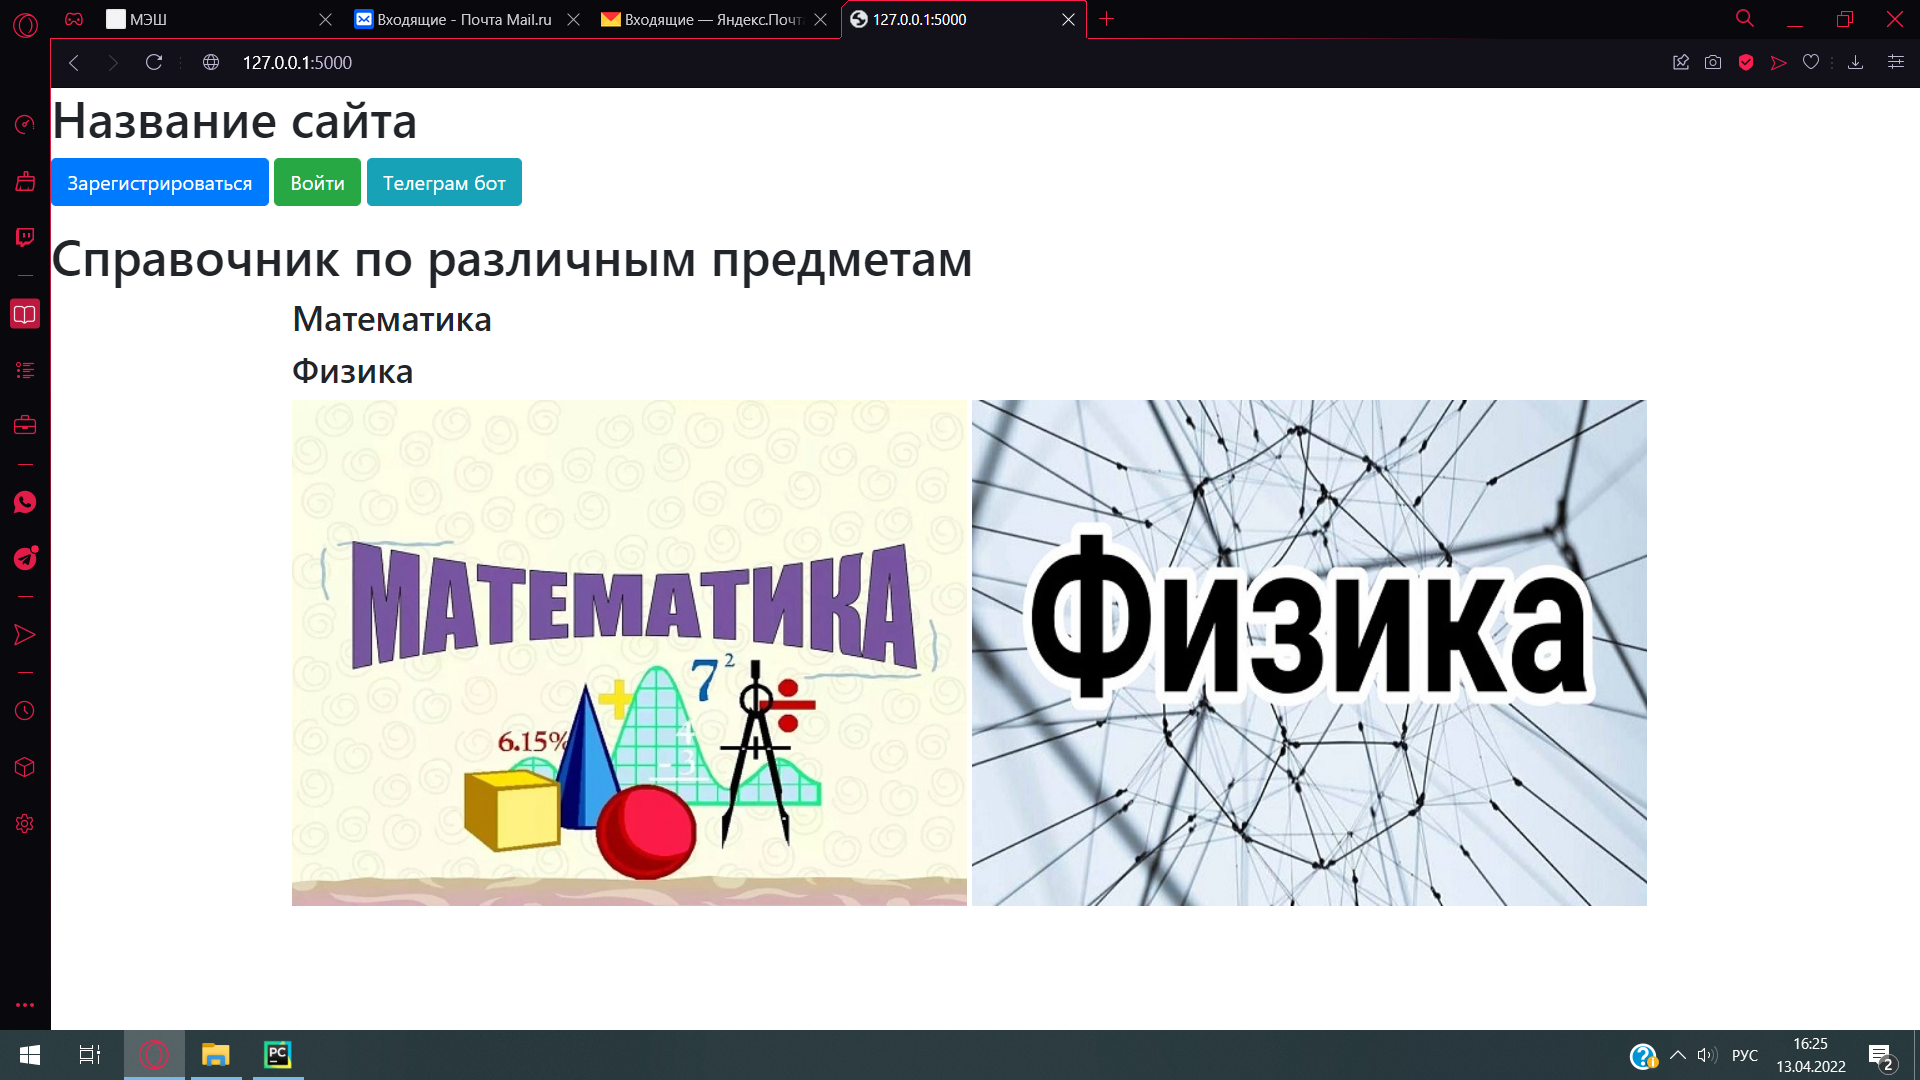 МЭШ
Входящие - Почта Mail.ru
Входящие — Яндекс.Почт
127.0.0.1:5000
127.0.0.1:5000
Название сайта
Зарегистрироваться
Войти
Телеграм бот
Справочник по различным предметам
Математика
Физика
МАТЕМАТИКА
7²
6.15%
4
- 3
Физика
PC
РУС
16:25
13.04.2022
2